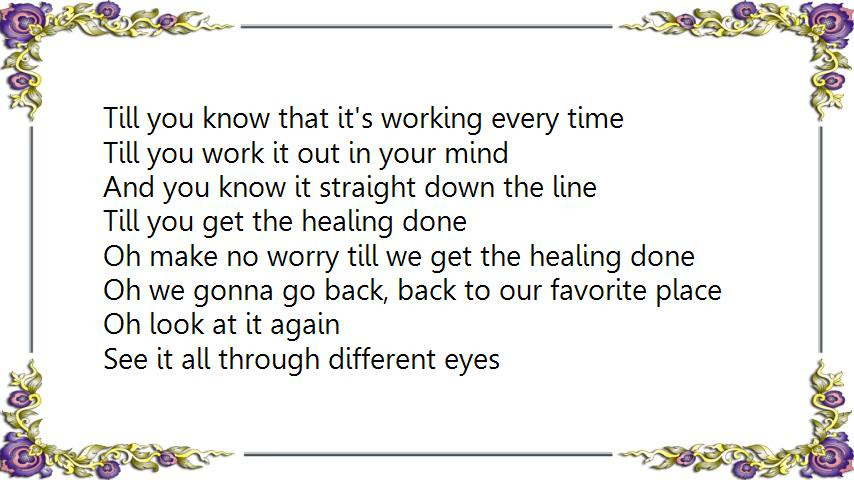 Till you know that it's working every time
Till you work it out in your mind
And you know it straight down the line
Till you get the healing done
Oh make no worry till we get the healing done
Oh we gonna go back, back to our favorite place
Oh look at it again
See it all through different eyes